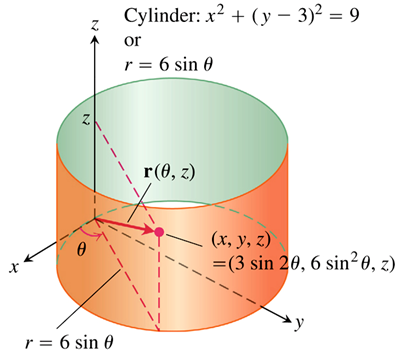 Cylinder: x² + (y − 3)² = 9
or
r = 6 sin θ
z
z
r(θ, z)
(x, y, z)
=(3 sin 2θ, 6 sin²θ, z)
θ
x
y
r = 6 sin θ